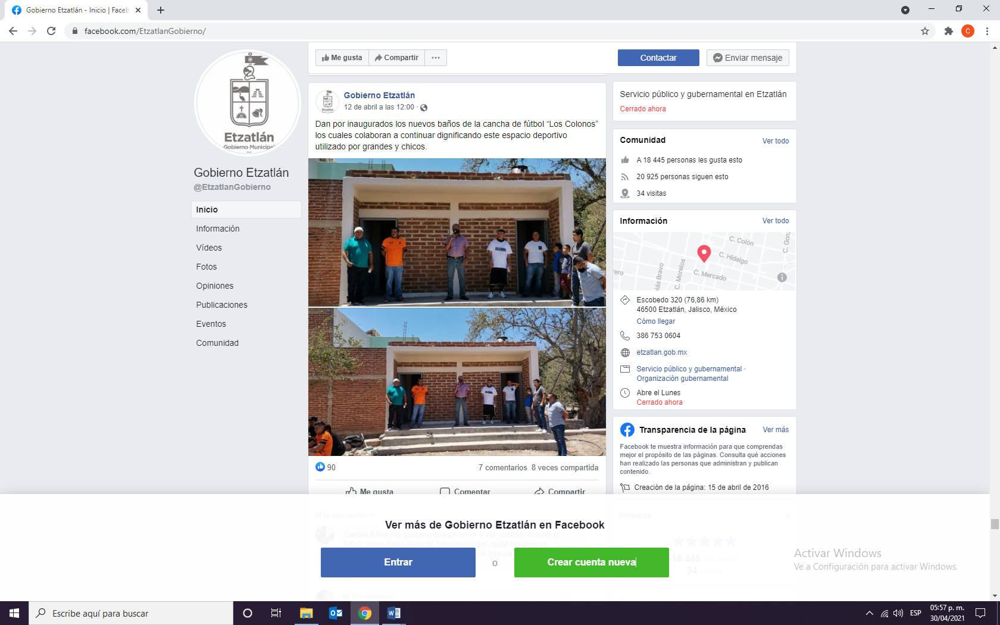 Gobierno Etzatlán - Inicio | Faceb
facebook.com/EtzatlanGobierno/
C
Me gusta
Compartir
Contactar
Enviar mensaje
Etzatlán
Gobierno Municipal
Gobierno Etzatlán
@EtzatlanGobierno
Inicio
Información
Vídeos
Fotos
Opiniones
Publicaciones
Eventos
Comunidad
Etzatlán
Gobierno Etzatlán
12 de abril a las 12:00 ·
Dan por inaugurados los nuevos baños de la cancha de fútbol “Los Colonos”
los cuales colaboran a continuar dignificando este espacio deportivo
utilizado por grandes y chicos.
90
7 comentarios 8 veces compartida
Me gusta
Comentar
Compartir
Más relevantes
Servicio público y gubernamental en Etzatlán
Cerrado ahora
Comunidad
Ver todo
A 18 445 personas les gusta esto
20 925 personas siguen esto
34 visitas
Información
Ver todo
C. Colón
C. Hidalgo
C. Mercado
C. Morelos
C. Gon
Escobedo 320 (76,86 km)
46500 Etzatlán, Jalisco, México
Cómo llegar
386 753 0604
etzatlan.gob.mx
Servicio público y gubernamental ·
Organización gubernamental
Abre el Lunes
Cerrado ahora
Transparencia de la página
Ver más
Facebook te muestra información para que comprendas
mejor el propósito de las páginas. Consulta qué acciones
han realizado las personas que administran y publican
contenido.
Creación de la página: 15 de abril de 2016
Personas
18 445
34 visitas
Ver más de Gobierno Etzatlán en Facebook
Entrar
o
Crear cuenta nueva
Activar Windows
Ve a Configuración para activar Windows.
Escribe aquí para buscar
ESP
05:57 p. m.
30/04/2021